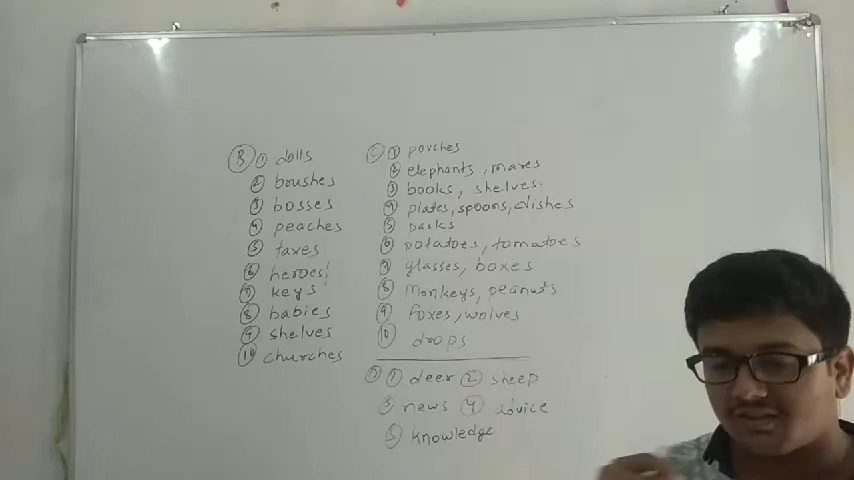 B ① dolls
② brushes
③ bosses
④ peaches
⑤ taxes
⑥ heroes
⑦ keys
⑧ babies
⑨ shelves
⑩ churches
C ①
② elephants, mares
③ books, shelves.
④ plates, spoons, dishes
⑤
⑥ potatoes, tomatoes
⑦ glasses, boxes
⑧ Monkeys, peanuts
⑨ foxes, wolves
⑩ drops
D ① deer ② sheep
③ news ④ advice
⑤ knowledge